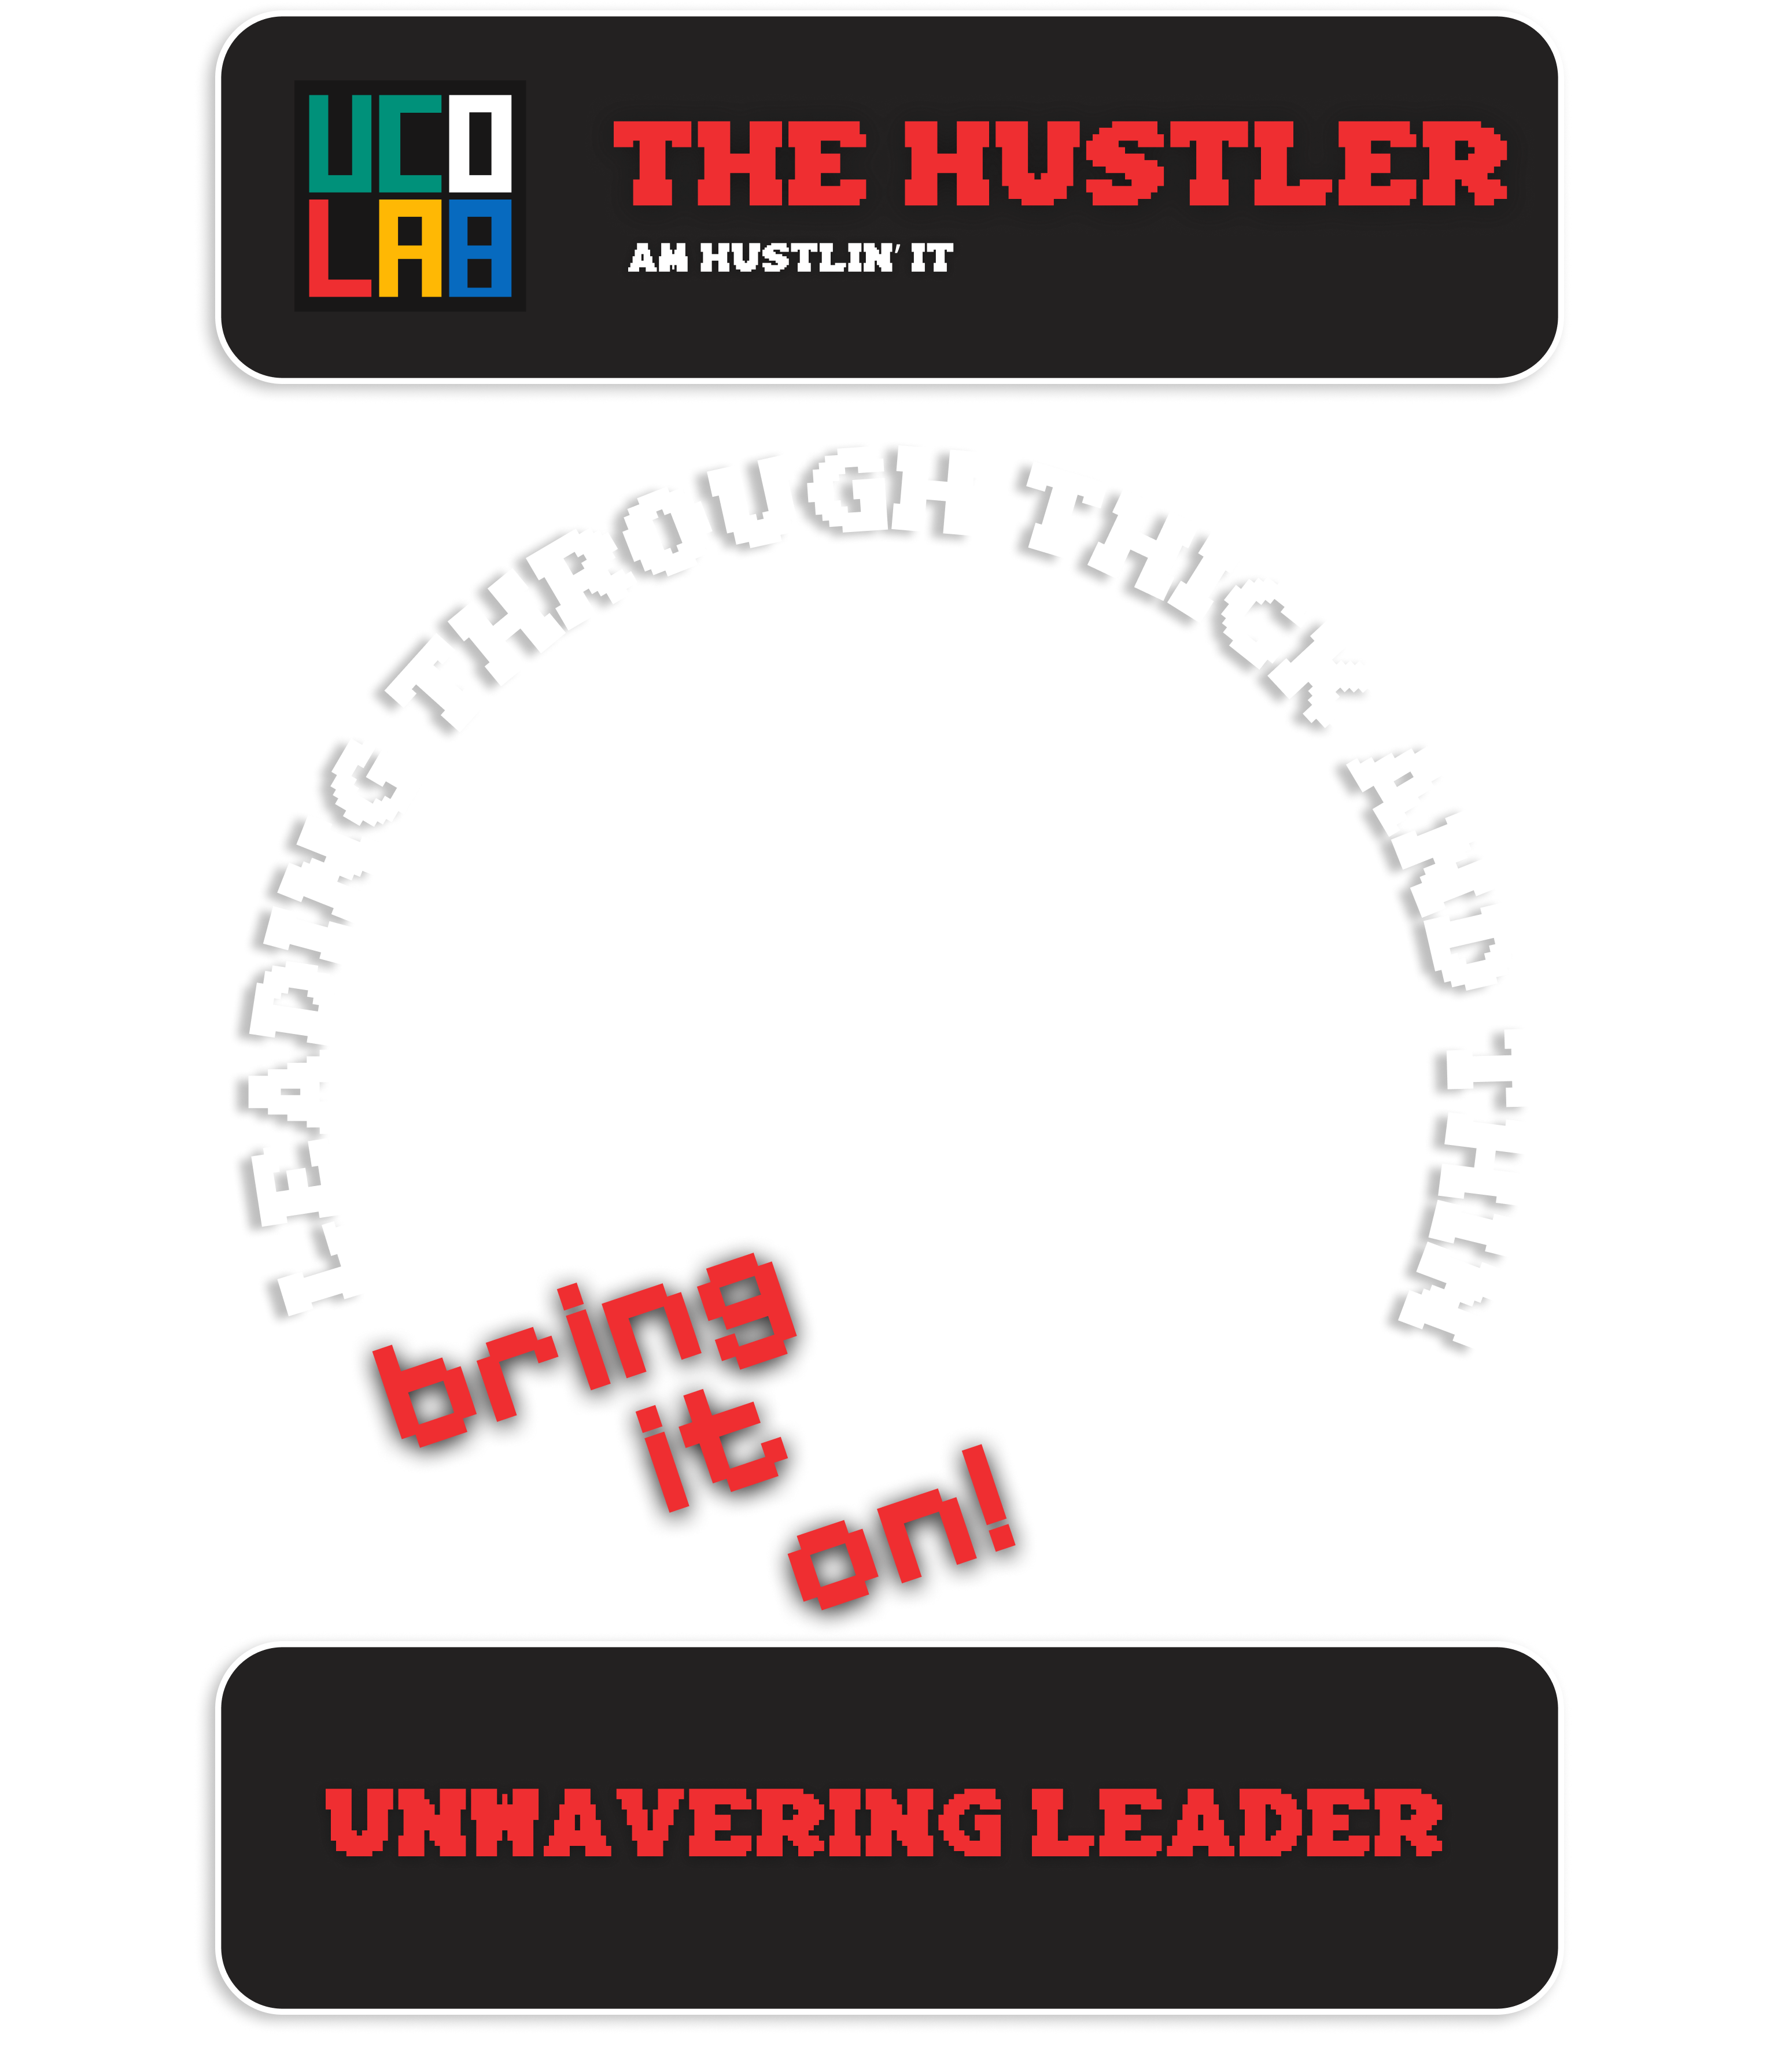 UCO
LAB
THE HUSTLER
AM HUSTLIN' IT
LEADING THROUGH THICK AND THIN
bring
it
on!
UNWAVERING LEADER